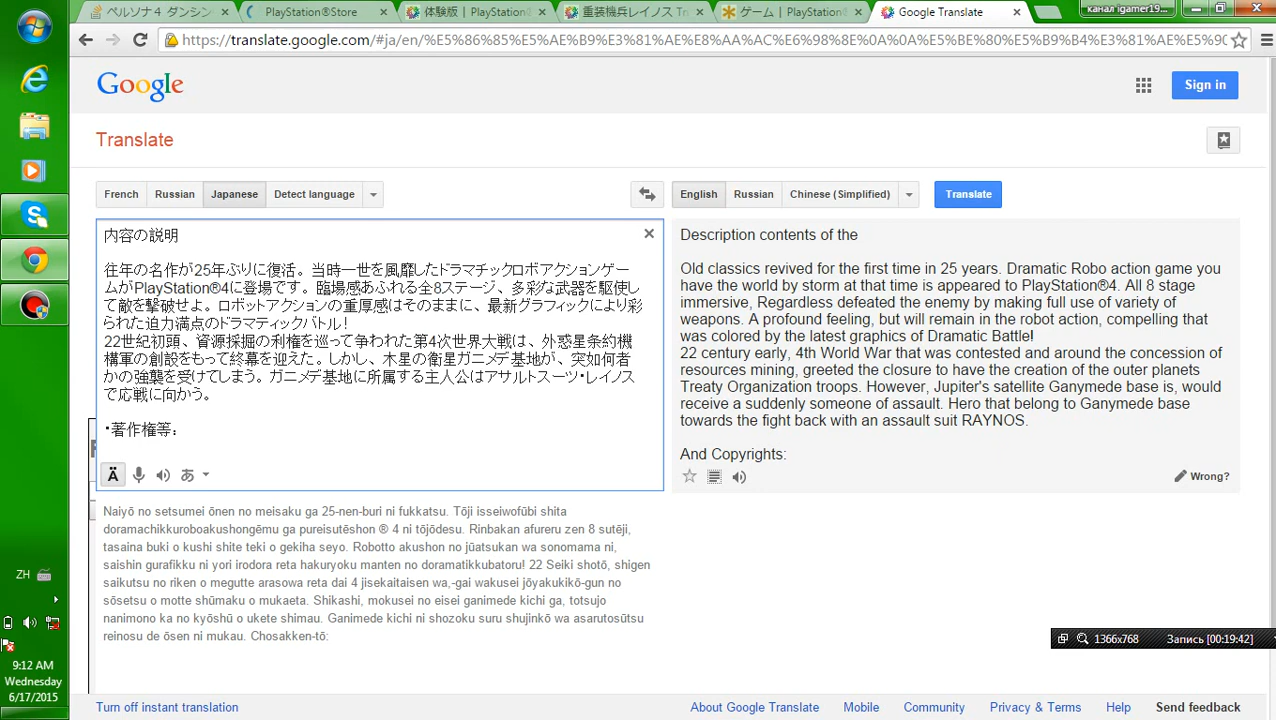 ペルソナ４ ダンシン
PlayStation®Store
体験版 | PlayStation®
重装機兵レイノス Tr
ゲーム | PlayStation®
Google Translate
канал igamer19...
https://translate.google.com/#ja/en/%E5%86%85%E5%AE%B9%E3%81%AE%E8%AA%AC%E6%98%8E%0A%0A%E5%BE%80%E5%B9%B4%E3%81%AE%E5%90
Google
Sign in
Translate
French Russian Japanese Detect language
English Russian Chinese (Simplified) Translate
内容の説明
往年の名作が25年ぶりに復活。当時一世を風靡したドラマチックロボアクションゲー
ムがPlayStation®4に登場です。臨場感あふれる全8ステージ、多彩な武器を駆使し
て敵を撃破せよ。ロボットアクションの重厚感はそのままに、最新グラフィックにより彩
られた迫力満点のドラマティックバトル！
22世紀初頭、資源採掘の利権を巡って争われた第4次世界大戦は、外惑星条約機
構軍の創設をもって終幕を迎えた。しかし、木星の衛星ガニメデ基地が、突如何者
かの強襲を受けてしまう。ガニメデ基地に所属する主人公はアサルトスーツ・レイノス
で応戦に向かう。
・著作権等：
Ä
あ
Description contents of the
Old classics revived for the first time in 25 years. Dramatic Robo action game you
have the world by storm at that time is appeared to PlayStation®4. All 8 stage
immersive, Regardless defeated the enemy by making full use of variety of
weapons. A profound feeling, but will remain in the robot action, compelling that
was colored by the latest graphics of Dramatic Battle!
22 century early, 4th World War that was contested and around the concession of
resources mining, greeted the closure to have the creation of the outer planets
Treaty Organization troops. However, Jupiter's satellite Ganymede base is, would
receive a suddenly someone of assault. Hero that belong to Ganymede base
towards the fight back with an assault suit RAYNOS.
And Copyrights:
Wrong?
Naiyō no setsumei ōnen no meisaku ga 25-nen-buri ni fukkatsu. Tōji isseiwofūbi shita
doramachikkuroboakushongēmu ga pureisutēshon ® 4 ni tōjōdesu. Rinbakan afureru zen 8 sutēji,
tasaina buki o kushi shite teki o gekiha seyo. Robotto akushon no jūatsukan wa sonomama ni,
saishin gurafikku ni yori irodora reta hakuryoku manten no doramatikkubatoru! 22 Seiki shotō, shigen
saikutsu no riken o megutte arasowa reta dai 4 jisekaitaisen wa,-gai wakusei jōyakukikō-gun no
sōsetsu o motte shūmaku o mukaeta. Shikashi, mokusei no eisei ganimede kichi ga, totsujo
nanimono ka no kyōshū o ukete shimau. Ganimede kichi ni shozoku suru shujinkō wa asarutosūtsu
reinosu de ōsen ni mukau. Chosakken-tō:
ZH
9:12 AM
Wednesday
6/17/2015
1366x768 Запись [00:19:42]
Turn off instant translation
About Google Translate Mobile Community Privacy & Terms Help Send feedback